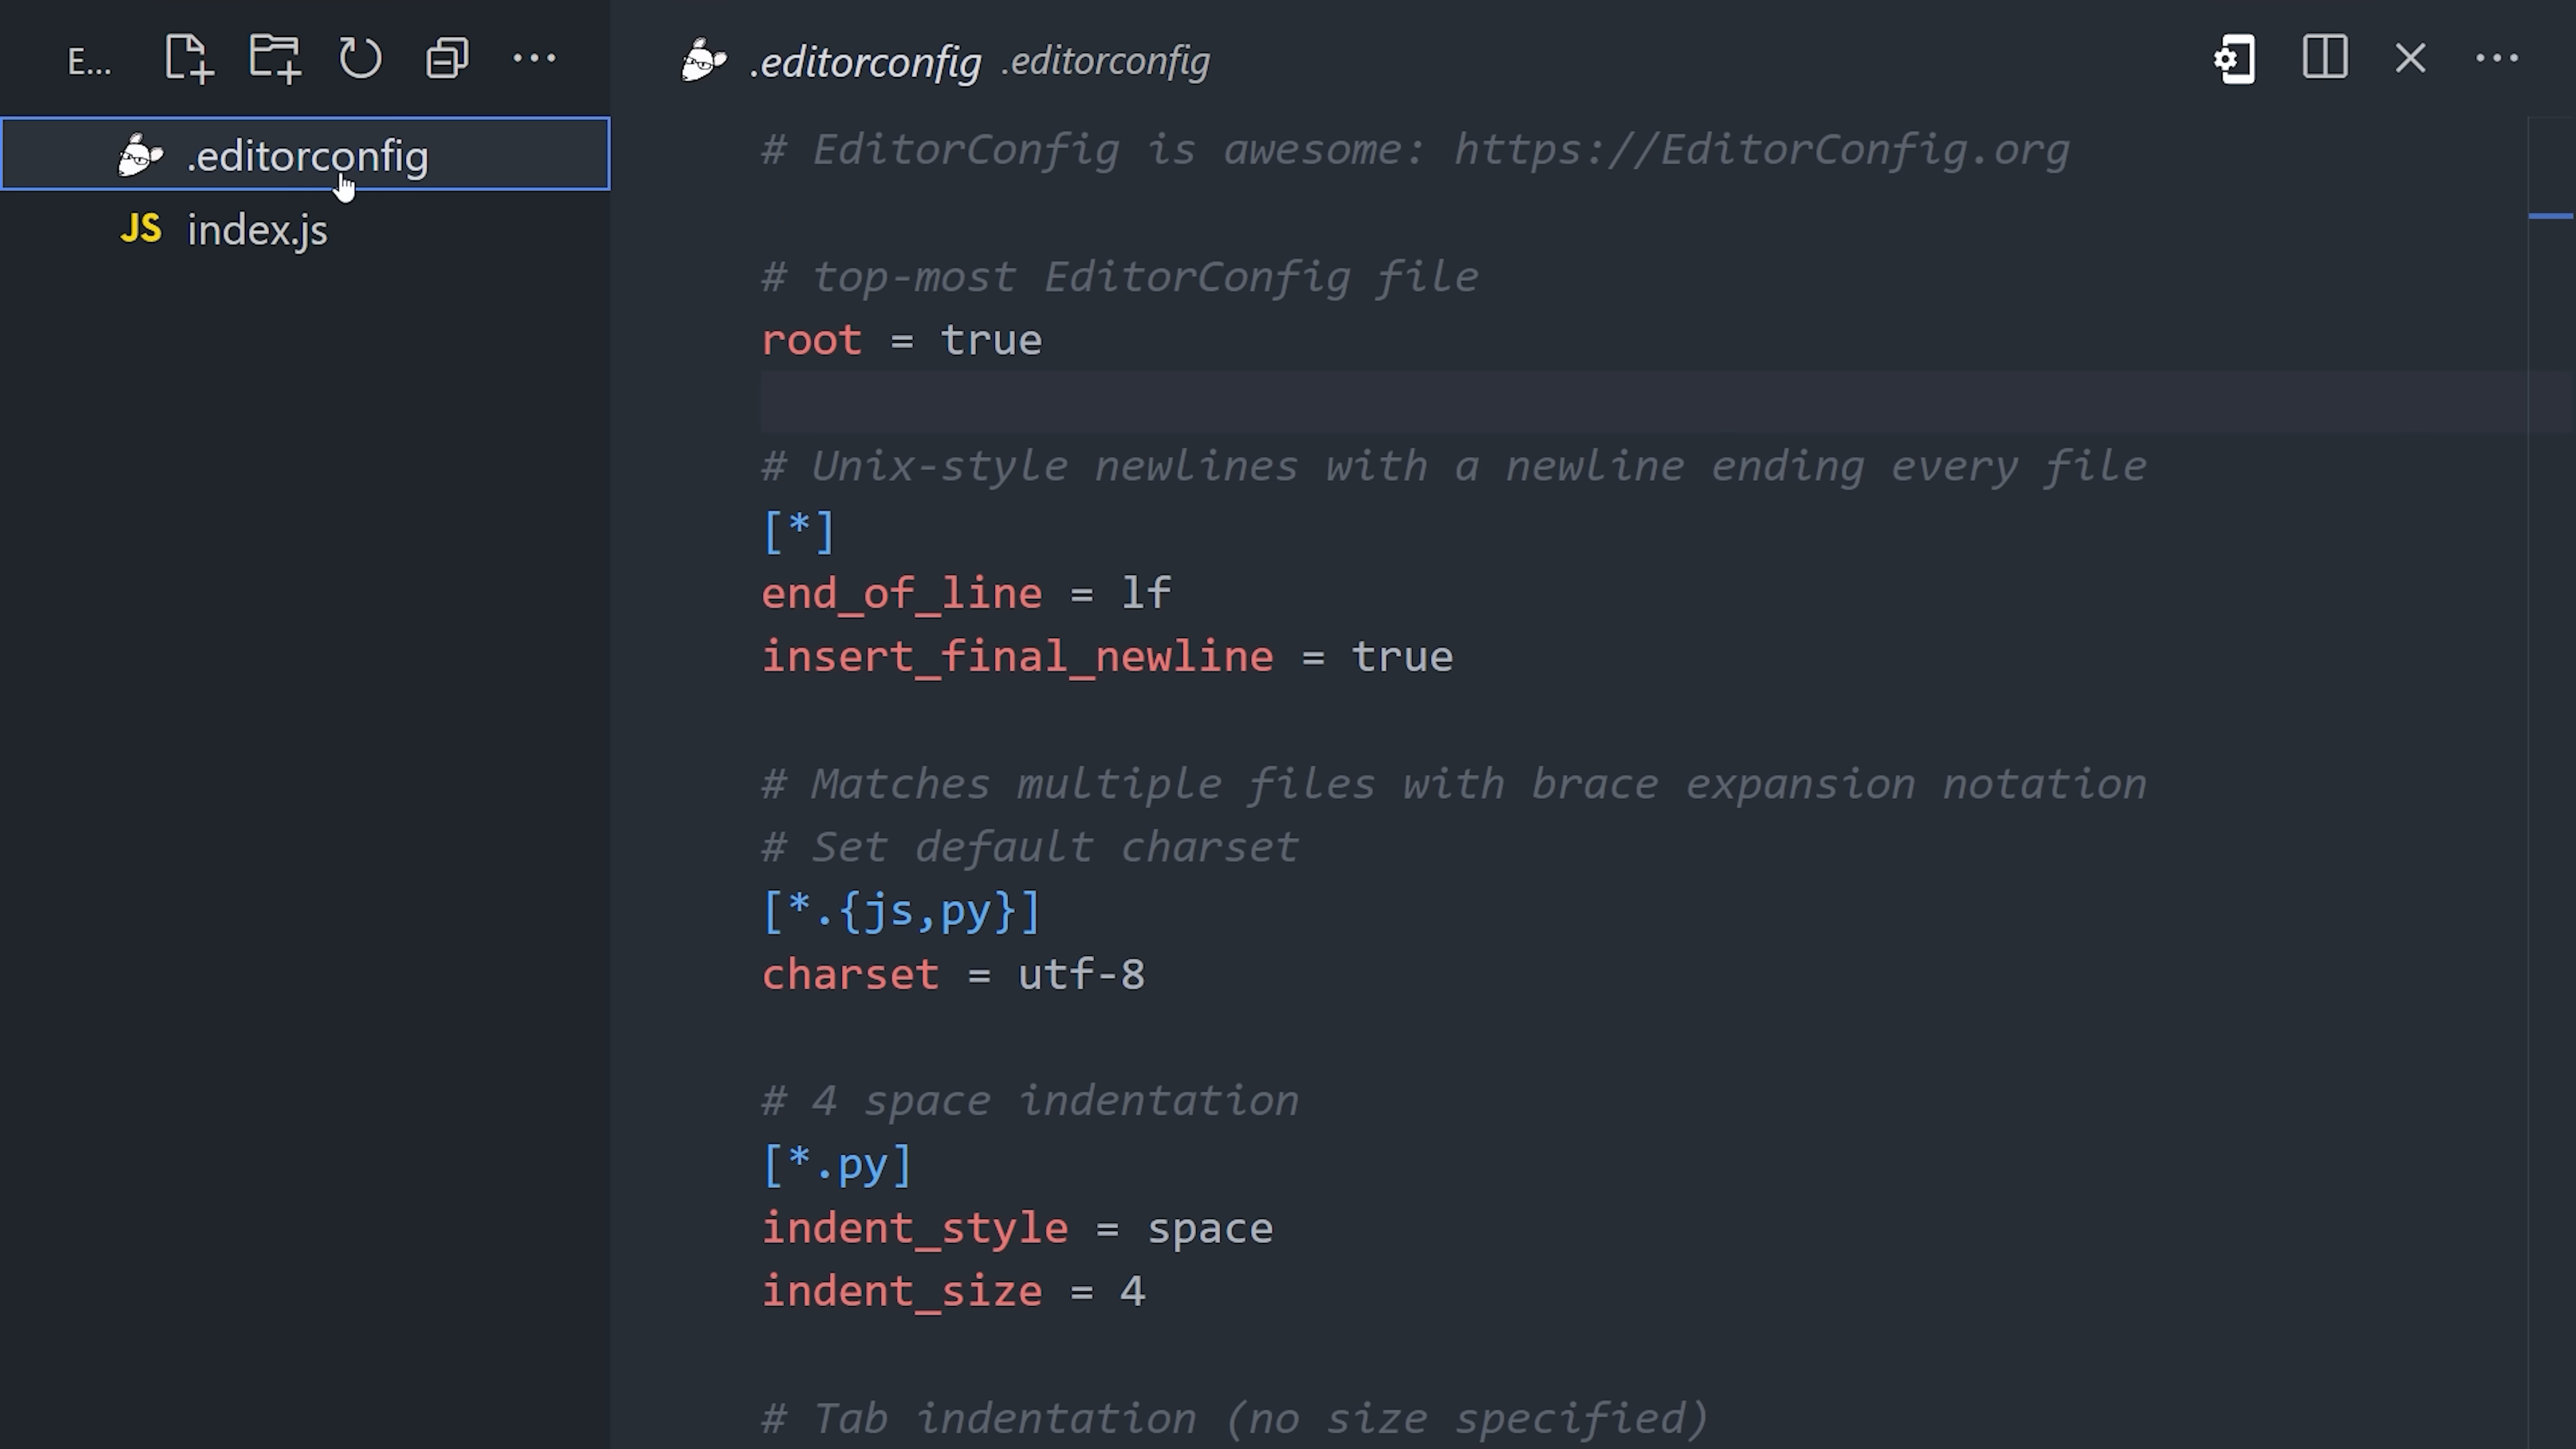 E...
.editorconfig
JS index.js
.editorconfig .editorconfig
# EditorConfig is awesome: https://EditorConfig.org
# top-most EditorConfig file
root = true
# Unix-style newlines with a newline ending every file
[*]
end_of_line = lf
insert_final_newline = true
# Matches multiple files with brace expansion notation
# Set default charset
[*.{js,py}]
charset = utf-8
# 4 space indentation
[*.py]
indent_style = space
indent_size = 4
# Tab indentation (no size specified)